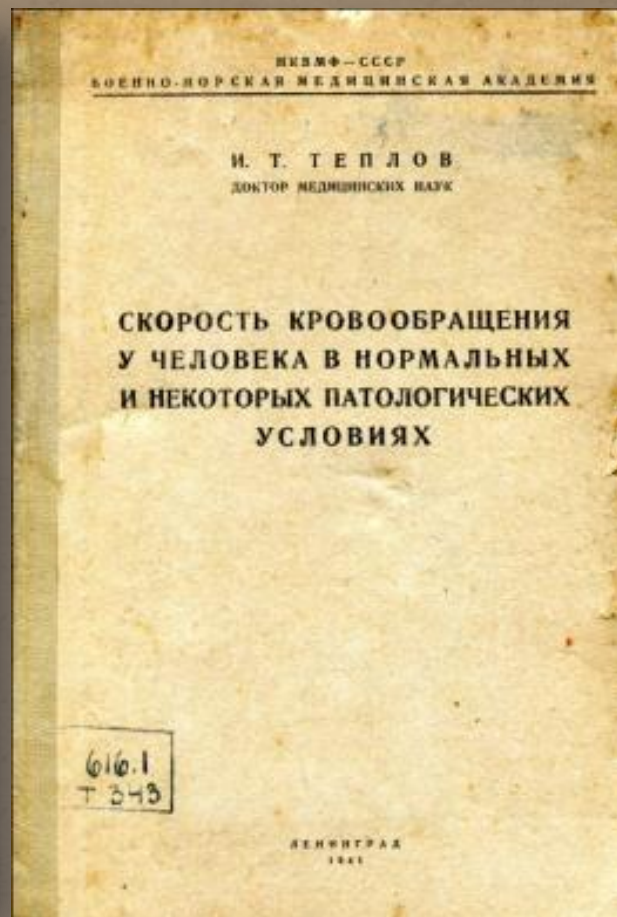 НКВМФ—СССР
ВОЕННО-МОРСКАЯ МЕДИЦИНСКАЯ АКАДЕМИЯ
И. Т. ТЕПЛОВ
ДОКТОР МЕДИЦИНСКИХ НАУК
СКОРОСТЬ КРОВООБРАЩЕНИЯ
У ЧЕЛОВЕКА В НОРМАЛЬНЫХ
И НЕКОТОРЫХ ПАТОЛОГИЧЕСКИХ
УСЛОВИЯХ
616.1
Т 343
ЛЕНИНГРАД
1941